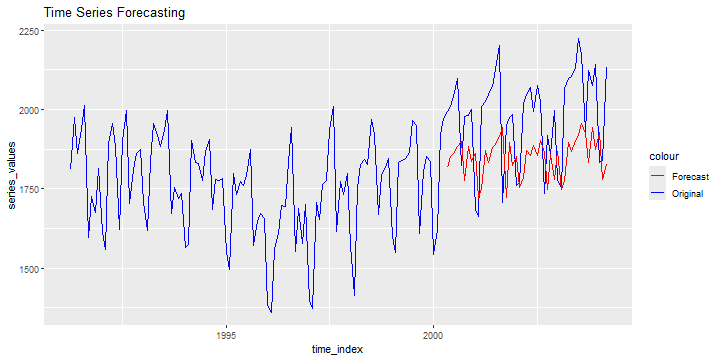 Time Series Forecasting
2250
2000
1750
1500
series_values
1995
2000
time_index
colour
Forecast
Original